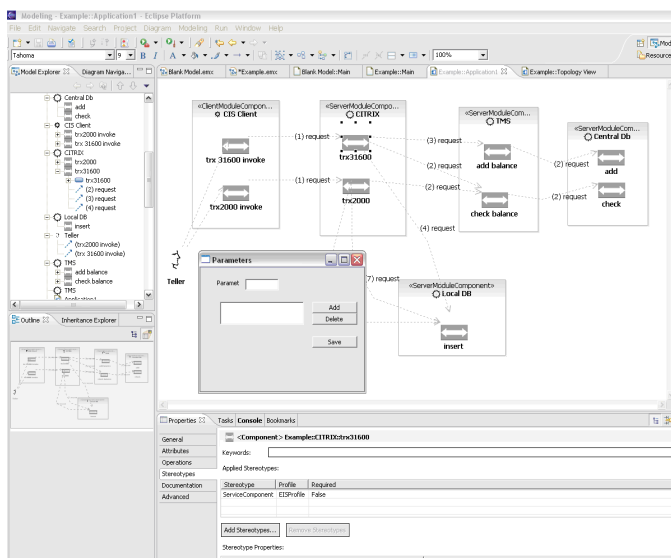 Modeling - Example::Application1 - Eclipse Platform
File Edit Navigate Search Project Diagram Modeling Run Window Help
Tahoma 9 B I A 100%
Mod
Resource
Model Explorer Diagram Naviga...
Blank Model.emx *Example.emx Blank Model::Main Example::Main Example::Application1 Example::Topology View
Central Db
add
check
CIS Client
trx2000 invoke
trx 31600 invoke
CITRIX
trx2000
trx31600
trx31600
(2) request
(3) request
(4) request
Local DB
insert
Teller
(trx2000 invoke)
(trx 31600 invoke)
TMS
add balance
check balance
TMS
Application1
Outline Inheritance Explorer
«ClientModuleCompon...
CIS Client
trx 31600 invoke
trx2000 invoke
Teller
(1) request
(1) request
«ServerModuleCompo...
CITRIX
trx31600
trx2000
(3) request
(2) request
(2) request
(4) request
7) request
«ServerModuleCom...
TMS
add balance
check balance
(2) request
(2) request
«ServerModuleCom...
Central Db
add
check
«ServerModuleComponent»
Local DB
insert
Parameters
Paramet
Add
Delete
Save
Properties Tasks Console Bookmarks
<Component> Example::CITRIX::trx31600
General
Attributes
Operations
Stereotypes
Documentation
Advanced
Keywords:
Applied Stereotypes:
Stereotype Profile Required
ServiceComponent EISProfile False
Add Stereotypes... Remove Stereotypes
Stereotype Properties: